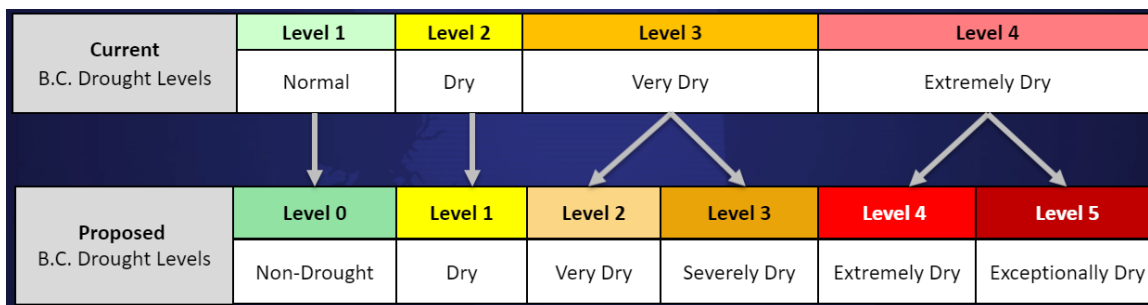 Current
B.C. Drought Levels
Level 1
Level 2
Level 3
Level 4
Normal
Dry
Very Dry
Extremely Dry
Proposed
B.C. Drought Levels
Level 0
Level 1
Level 2
Level 3
Level 4
Level 5
Non-Drought
Dry
Very Dry
Severely Dry
Extremely Dry
Exceptionally Dry